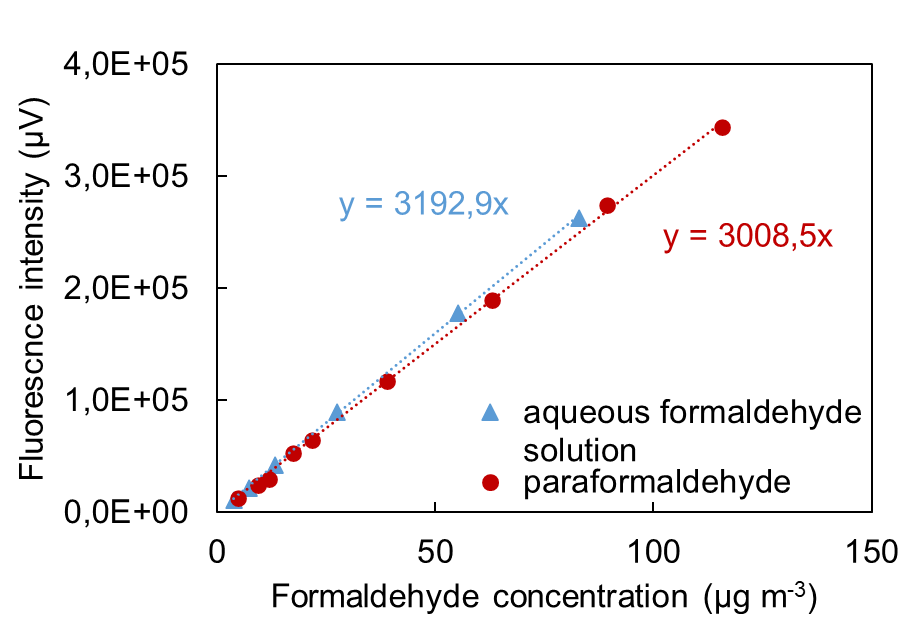 4,0E+05
3,0E+05
2,0E+05
1,0E+05
0,0E+00
Fluorescnce intensity (µV)
y = 3192,9x
y = 3008,5x
aqueous formaldehyde
solution
paraformaldehyde
0
50
100
150
Formaldehyde concentration (µg m⁻³)